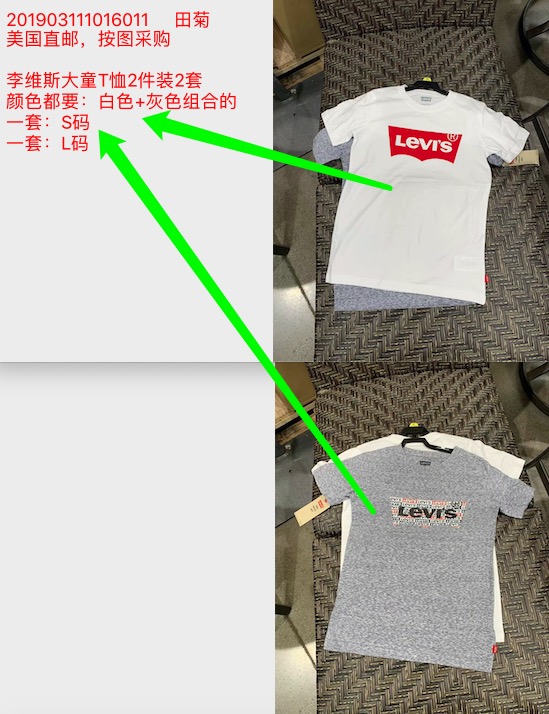 201903111016011 田菊
美国直邮，按图采购
李维斯大童T恤2件装2套
颜色都要：白色+灰色组合的
一套：S码
一套：L码
Levi's®
Levi's